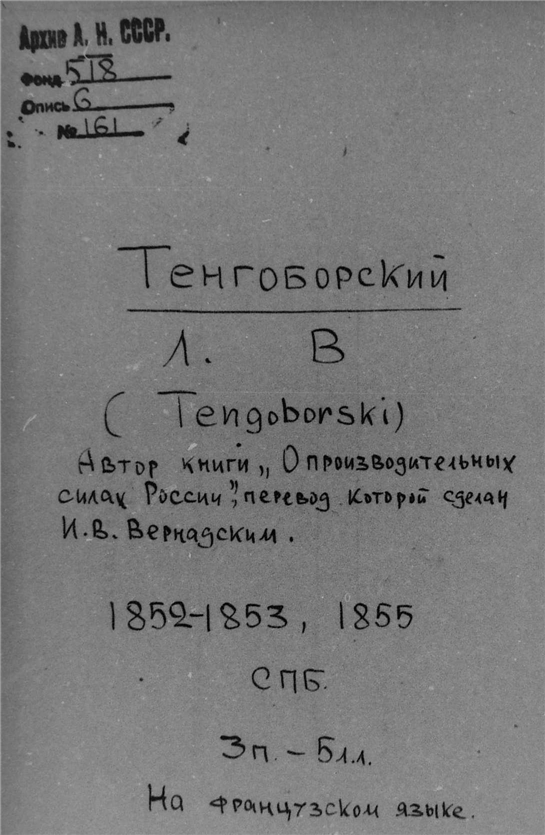 Архив А. Н. СССР.
Фонд 518
Опись 6
№ 161
Тенгоборский
Л. В
( Tengoborski)
Автор книги „О производительных
силах России”, перевод которой сделан
И.В. Вернадским.
1852-1853, 1855
СПБ.
3п. – 5лл.
На французском языке.